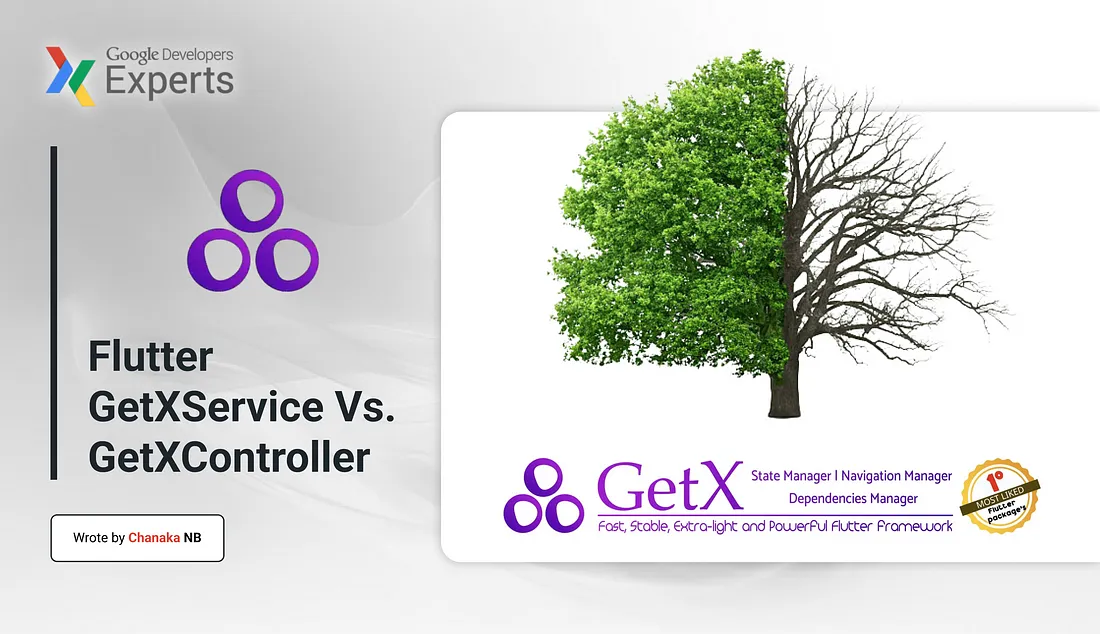 Google Developers
Experts
Flutter
GetXService Vs.
GetXController
Wrote by Chanaka NB
GetX
State Manager | Navigation Manager
Dependencies Manager
Fast, Stable, Extra-light and Powerful Flutter Framework
1º
MOST LIKED
Flutter
package's